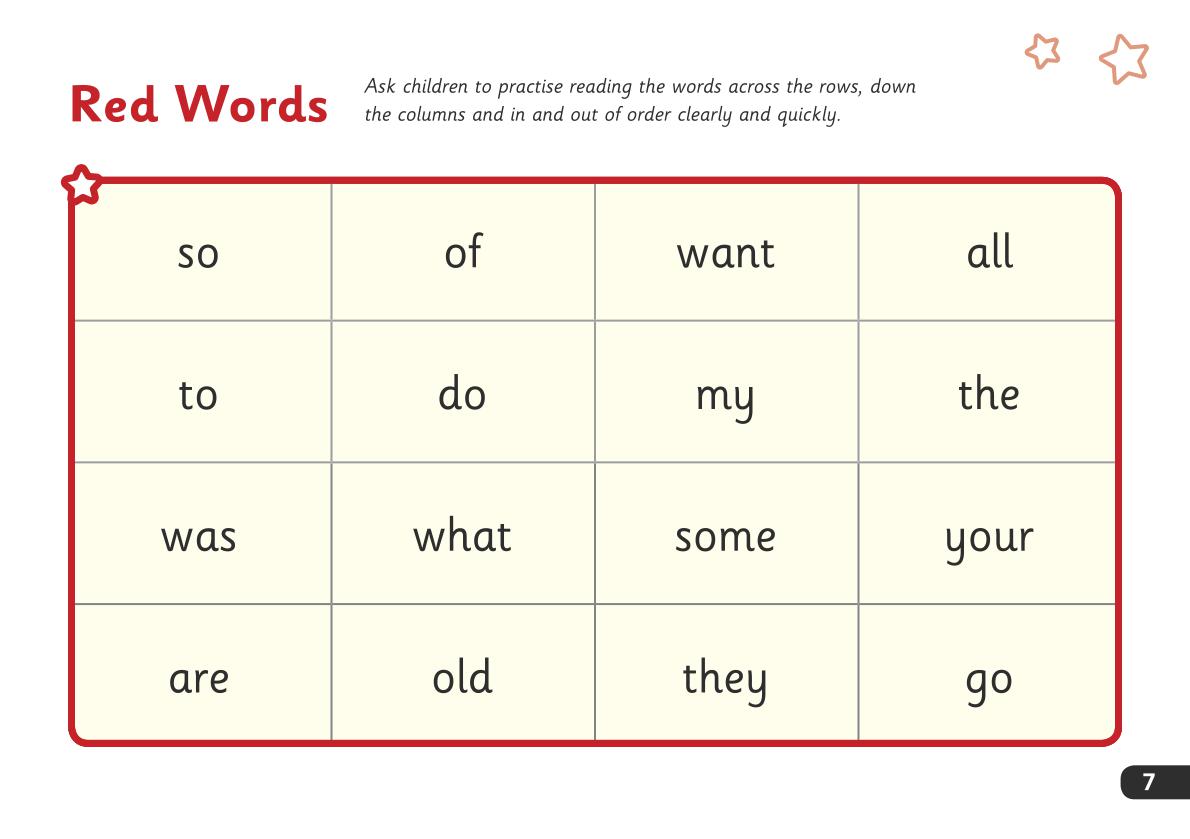 Red Words
Ask children to practise reading the words across the rows, down
the columns and in and out of order clearly and quickly.
so of want all
to do my the
was what some your
are old they go
7